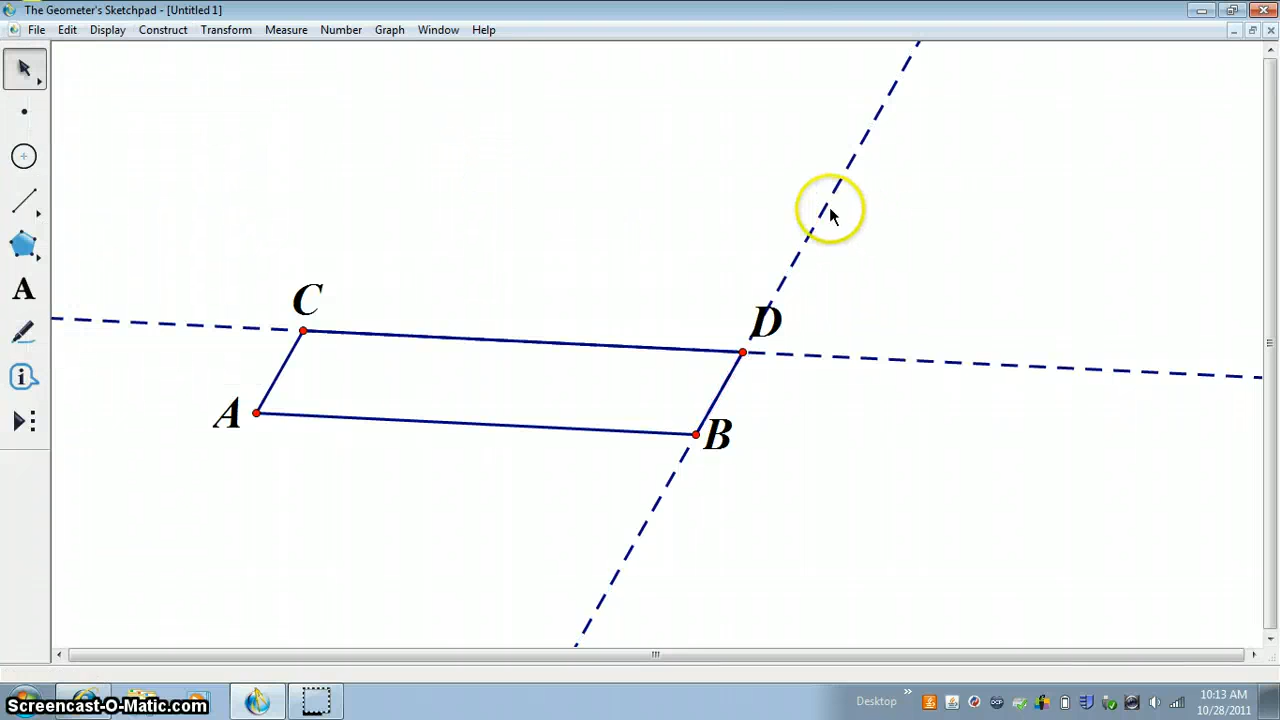 The Geometer's Sketchpad - [Untitled 1]
File Edit Display Construct Transform Measure Number Graph Window Help
C
D
A
B
A
Desktop
10:13 AM
10/28/2011
Screencast-O-Matic.com